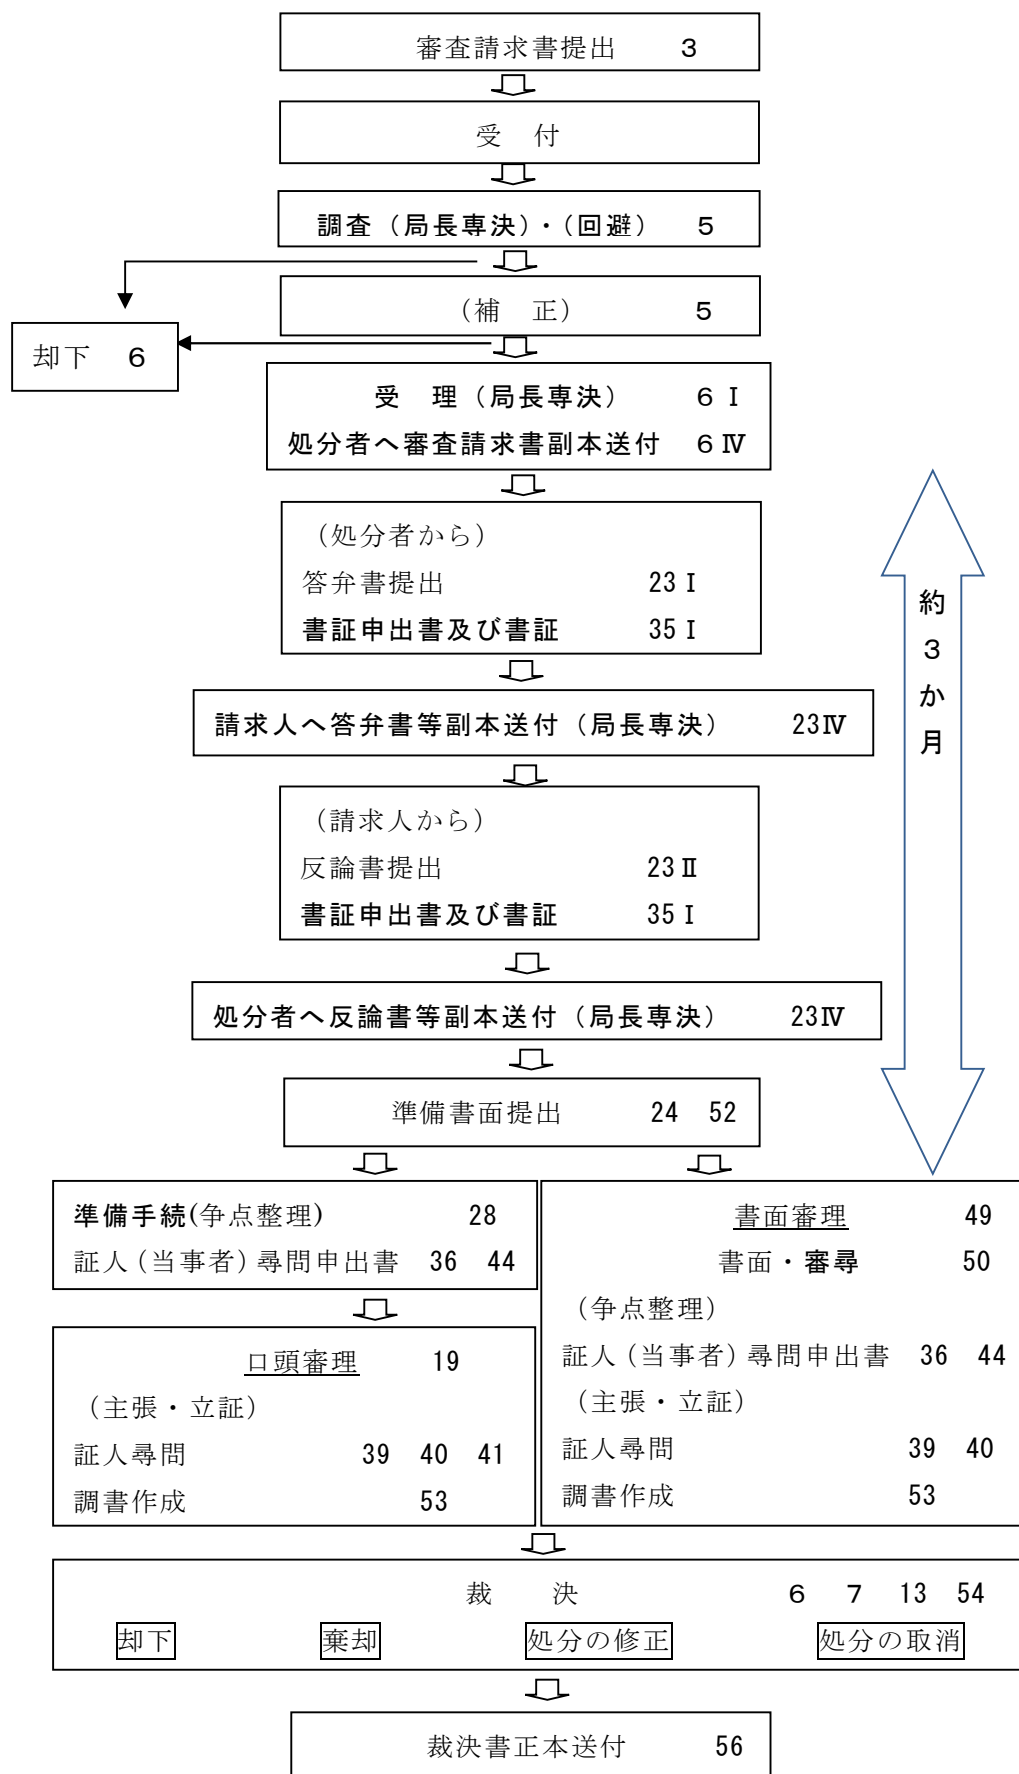 審査請求書提出 3
受 付
調査（局長専決）・（回避） 5
（補 正） 5
却下 6
受 理（局長専決） 6Ⅰ
処分者へ審査請求書副本送付 6Ⅳ
（処分者から）
答弁書提出 23Ⅰ
書証申出書及び書証 35Ⅰ
請求人へ答弁書等副本送付（局長専決） 23Ⅳ
（請求人から）
反論書提出 23Ⅱ
書証申出書及び書証 35Ⅰ
処分者へ反論書等副本送付（局長専決） 23Ⅳ
準備書面提出 24 52
約３か月
準備手続(争点整理) 28
証人（当事者）尋問申出書 36 44
口頭審理 19
（主張・立証）
証人尋問 39 40 41
調書作成 53
書面審理 49
書面・審尋 50
（争点整理）
証人（当事者）尋問申出書 36 44
（主張・立証）
証人尋問 39 40
調書作成 53
裁 決 6 7 13 54
却下 棄却 処分の修正 処分の取消
裁決書正本送付 56